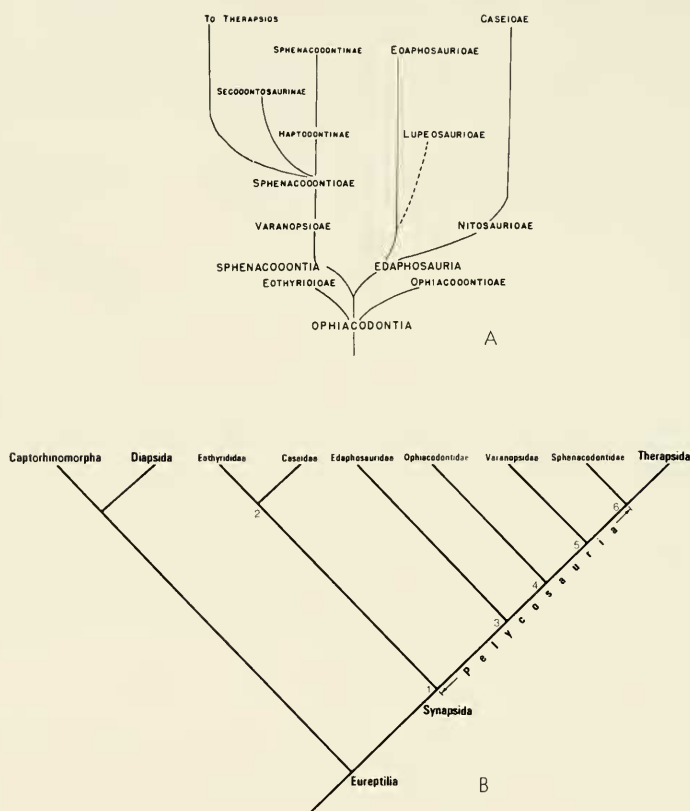 To THERAPSIDS CASEIDAE
SPHENACODONTINAE EDAPHOSAURIDAE
SECODONTOSAURINAE
HAPTODONTINAE LUPEOSAURIDAE
SPHENACODONTIDAE
VARANOPSIDAE NITOSAURIDAE
SPHENACODONTIA EDAPHOSAURIA
EOTHYRIDIDAE OPHIACODONTIDAE
OPHIACODONTIA
A
Captorhinomorpha Diapsida Eothyrididae Caseidae Edaphosauridae Ophiacodontidae Varanopsidae Sphenacodontidae Therapsida
2
6
5
4
3
1
Pelycosauria
Synapsida
Eureptilia
B